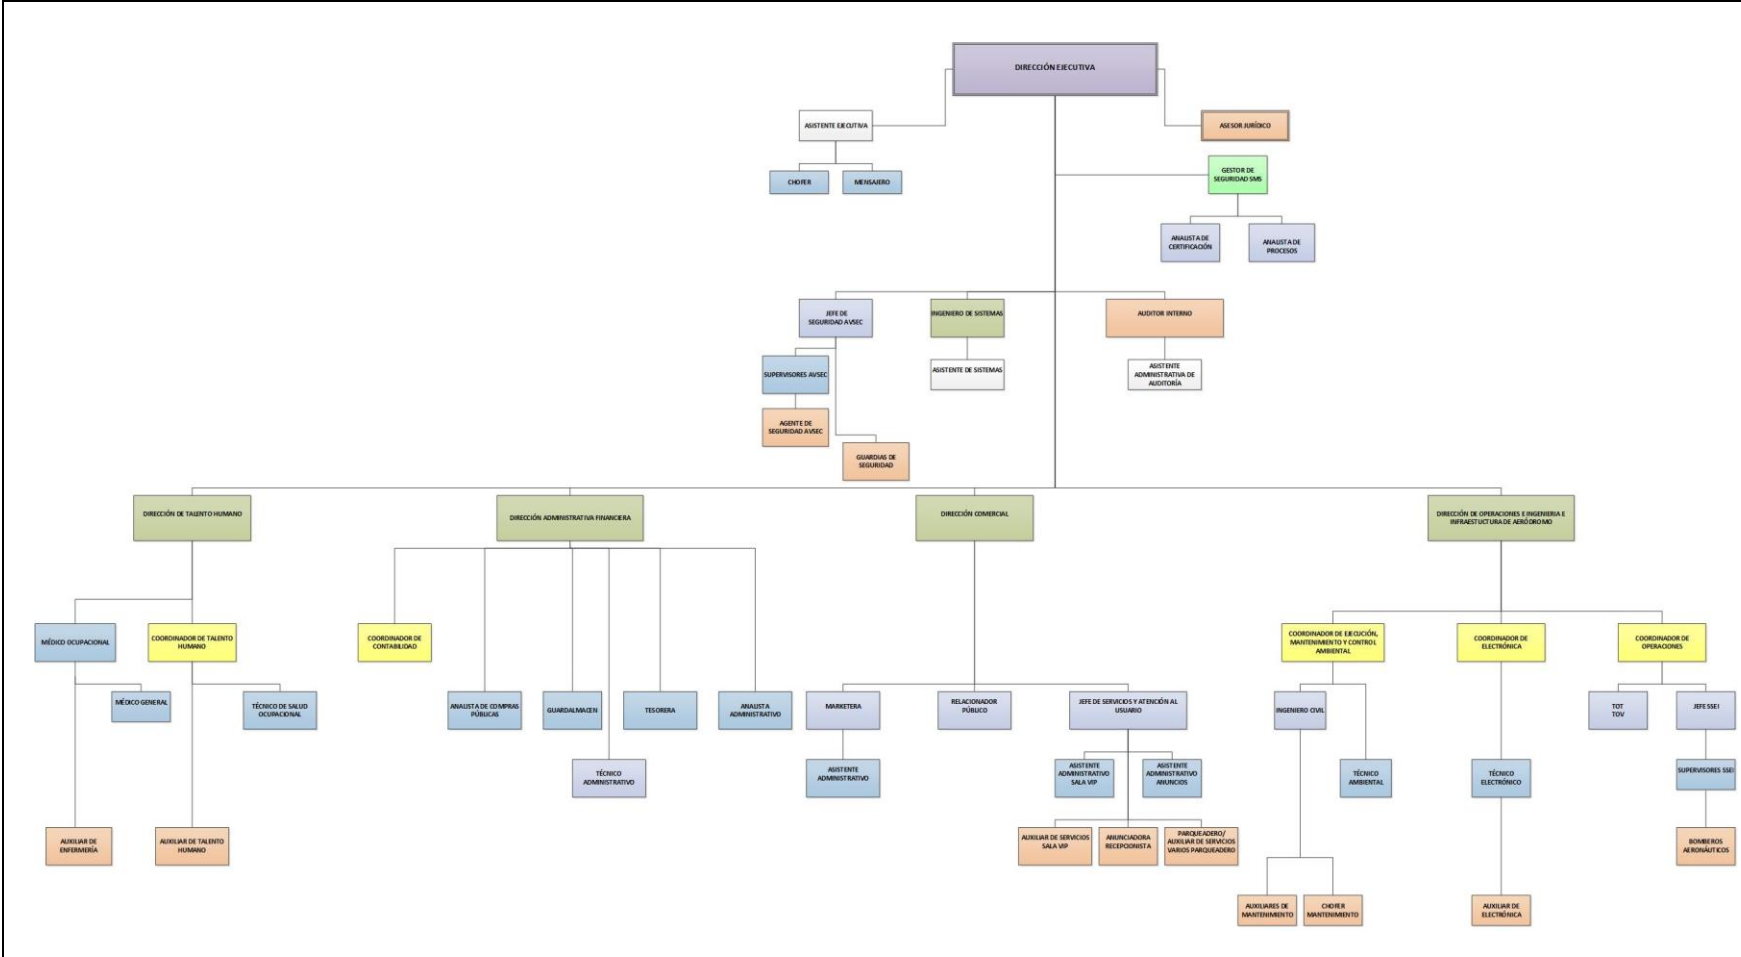 DIRECCIÓN EJECUTIVA
ASISTENTE EJECUTIVA
ASESOR JURÍDICO
CHOFER
MENSAJERO
GESTOR DE
SEGURIDAD SMS
ANALISTA DE
CERTIFICACIÓN
ANALISTA DE
PROCESOS
JEFE DE
SEGURIDAD AVSEC
INGENIERO DE SISTEMAS
AUDITOR INTERNO
SUPERVISORES AVSEC
ASISTENTE DE SISTEMAS
ASISTENTE
ADMINISTRATIVA DE
AUDITORÍA
AGENTE DE
SEGURIDAD AVSEC
GUARDIAS DE
SEGURIDAD
DIRECCIÓN DE TALENTO HUMANO
DIRECCIÓN ADMINISTRATIVA FINANCIERA
DIRECCIÓN COMERCIAL
DIRECCIÓN DE OPERACIONES E INGENIERIA E
INFRAESTUCTURA DE AERÓDROMO
MÉDICO OCUPACIONAL
COORDINADOR DE TALENTO
HUMANO
COORDINADOR DE
CONTABILIDAD
COORDINADOR DE EJECUCIÓN,
MANTENIMIENTO Y CONTROL
AMBIENTAL
COORDINADOR DE
ELECTRÓNICA
COORDINADOR DE
OPERACIONES
MÉDICO GENERAL
TÉCNICO DE SALUD
OCUPACIONAL
ANALISTA DE COMPRAS
PÚBLICAS
GUARDALMACEN
TESORERA
ANALISTA
ADMINISTRATIVO
MARKETERA
RELACIONADOR
PÚBLICO
JEFE DE SERVICIOS Y ATENCIÓN AL
USUARIO
INGENIERO CIVIL
TOT
TOV
JEFE SSEI
TÉCNICO
ADMINISTRATIVO
ASISTENTE
ADMINISTRATIVO
ASISTENTE
ADMINISTRATIVO
SALA VIP
ASISTENTE
ADMINISTRATIVO
ANUNCIOS
TÉCNICO
AMBIENTAL
TÉCNICO
ELECTRÓNICO
SUPERVISORES SSEI
AUXILIAR DE
ENFERMERÍA
AUXILIAR DE TALENTO
HUMANO
AUXILIAR DE SERVICIOS
SALA VIP
ANUNCIADORA
RECEPCIONISTA
PARQUEADERO/
AUXILIAR DE SERVICIOS
VARIOS PARQUEADERO
BOMBEROS
AERONÁUTICOS
AUXILIARES DE
MANTENIMIENTO
CHOFER
MANTENIMIENTO
AUXILIAR DE
ELECTRÓNICA